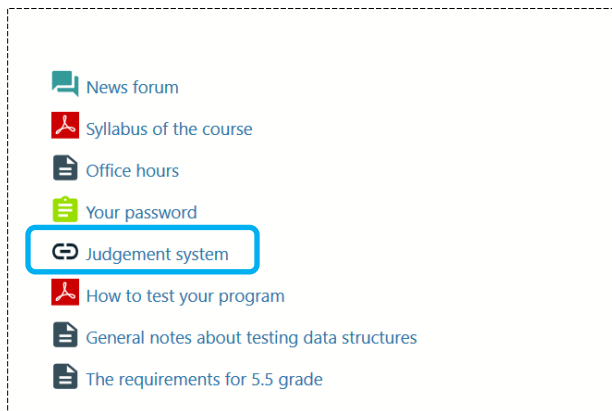 News forum
Syllabus of the course
Office hours
Your password
Judgement system
How to test your program
General notes about testing data structures
The requirements for 5.5 grade